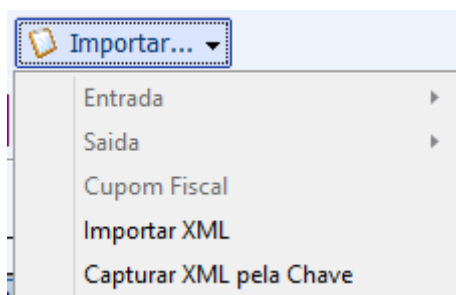 Importar...
Entrada
Saida
Cupom Fiscal
Importar XML
Capturar XML pela Chave